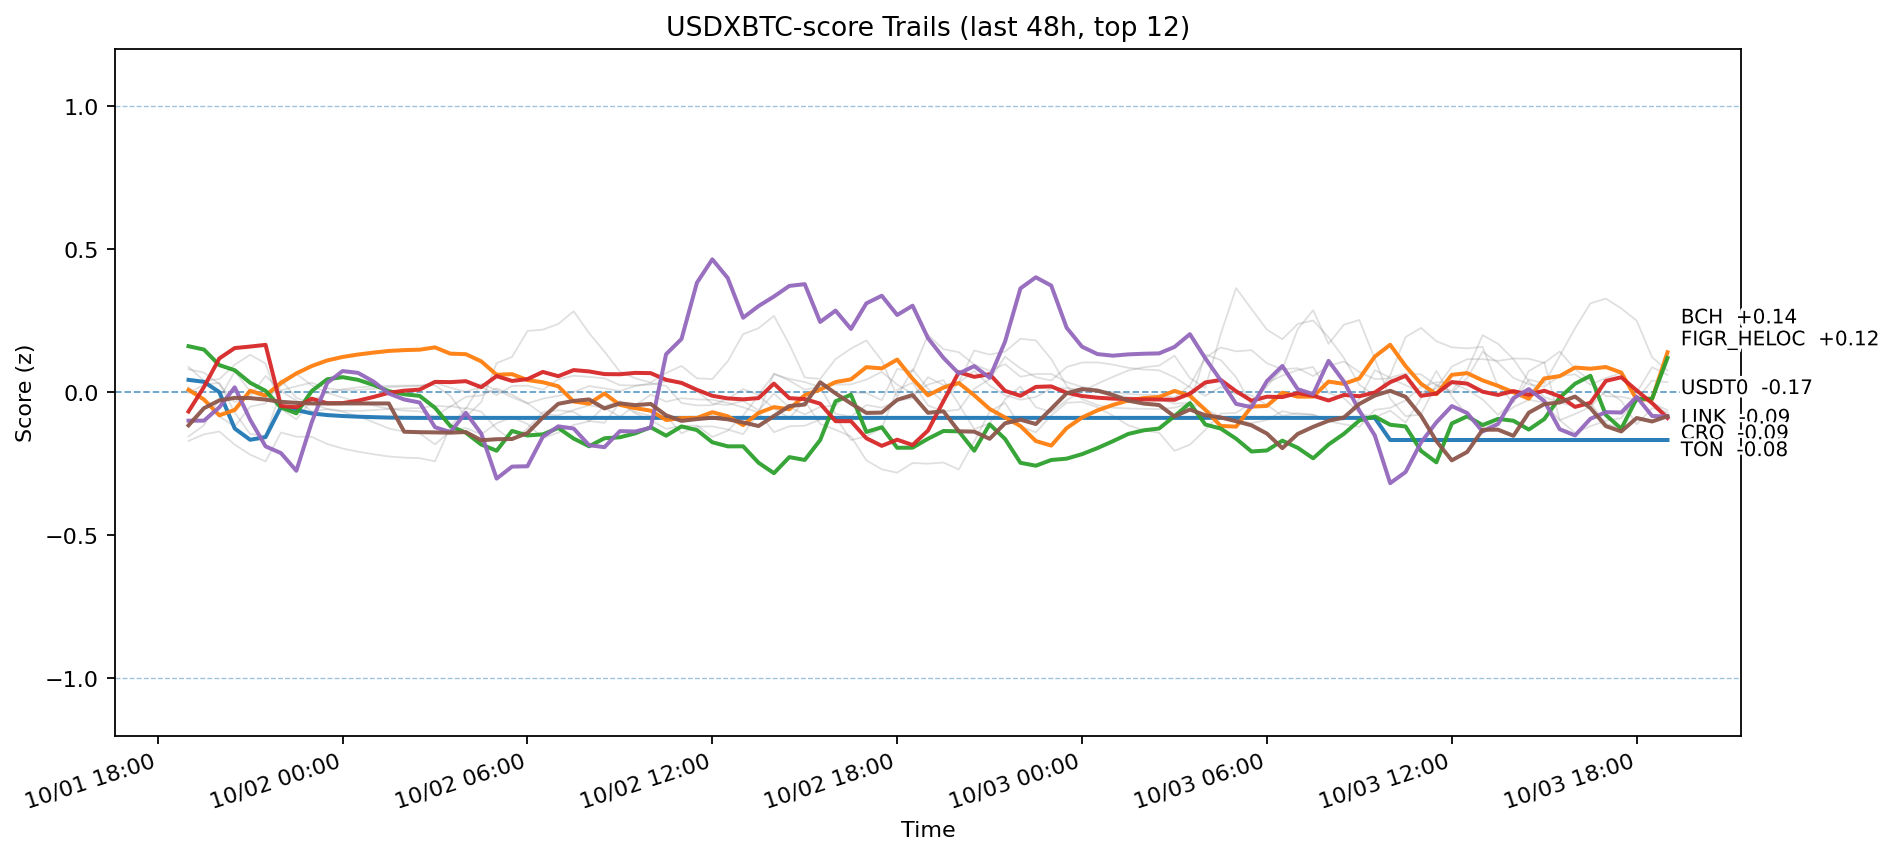 USDXBTC-score Trails (last 48h, top 12)
Score (z)
1.0
0.5
0.0
−0.5
−1.0
BCH +0.14
FIGR_HELOC +0.12
USDT0 -0.17
LINK -0.09
CRO -0.09
TON -0.08
10/01 18:00
10/02 00:00
10/02 06:00
10/02 12:00
10/02 18:00
10/03 00:00
10/03 06:00
10/03 12:00
10/03 18:00
Time